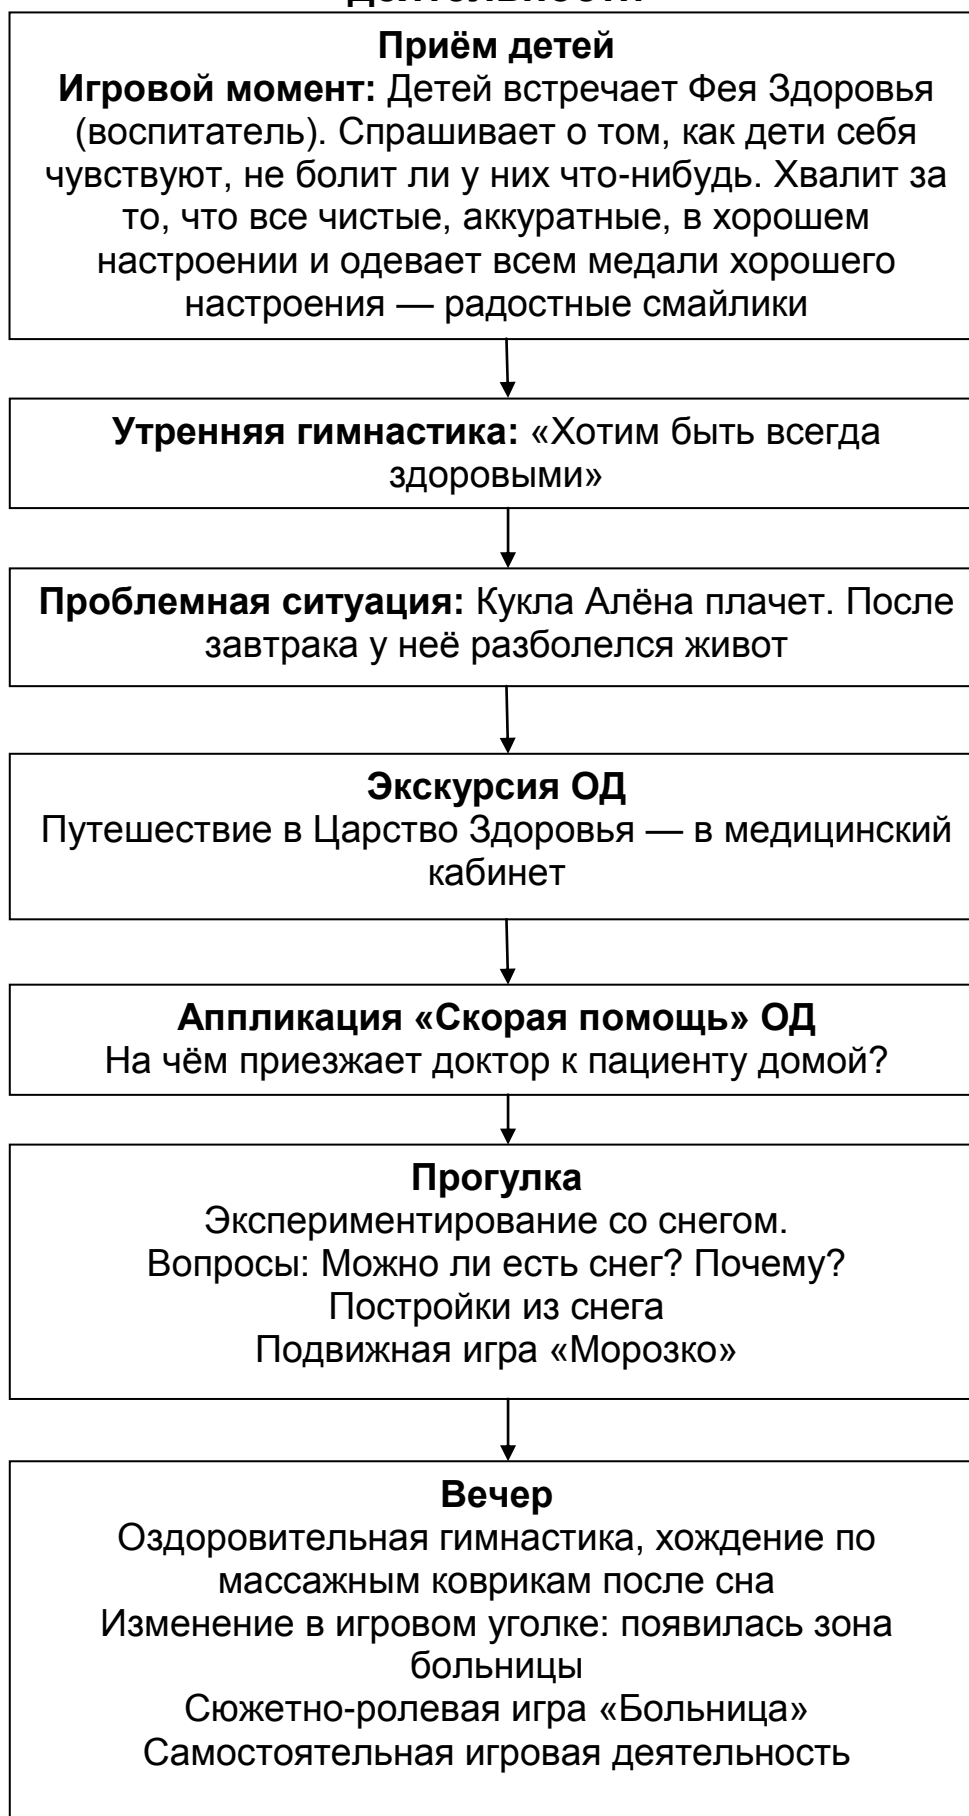 Приём детей
Игровой момент: Детей встречает Фея Здоровья
(воспитатель). Спрашивает о том, как дети себя
чувствуют, не болит ли у них что-нибудь. Хвалит за
то, что все чистые, аккуратные, в хорошем
настроении и одевает всем медали хорошего
настроения — радостные смайлики
Утренняя гимнастика: «Хотим быть всегда
здоровыми»
Проблемная ситуация: Кукла Алёна плачет. После
завтрака у неё разболелся живот
Экскурсия ОД
Путешествие в Царство Здоровья — в медицинский
кабинет
Аппликация «Скорая помощь» ОД
На чём приезжает доктор к пациенту домой?
Прогулка
Экспериментирование со снегом.
Вопросы: Можно ли есть снег? Почему?
Постройки из снега
Подвижная игра «Морозко»
Вечер
Оздоровительная гимнастика, хождение по
массажным коврикам после сна
Изменение в игровом уголке: появилась зона
больницы
Сюжетно-ролевая игра «Больница»
Самостоятельная игровая деятельность